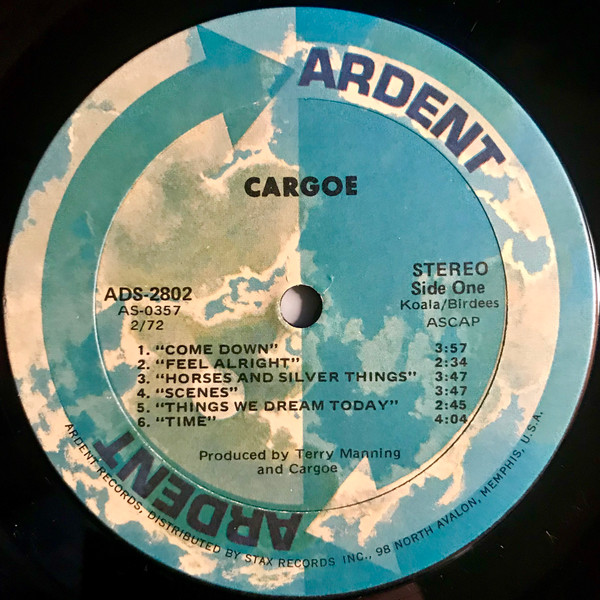 ARDENT
CARGOE
ADS-2802
AS-0357
2/72
STEREO
Side One
Koala/Birdees
ASCAP
1. "COME DOWN" 3:57
2. "FEEL ALRIGHT" 2:34
3. "HORSES AND SILVER THINGS" 3:47
4. "SCENES" 3:47
5. "THINGS WE DREAM TODAY" 2:45
6. "TIME" 4:04
Produced by Terry Manning
and Cargoe
ARDENT
ARDENT RECORDS, DISTRIBUTED BY STAX RECORDS INC., 98 NORTH AVALON, MEMPHIS, U.S.A.